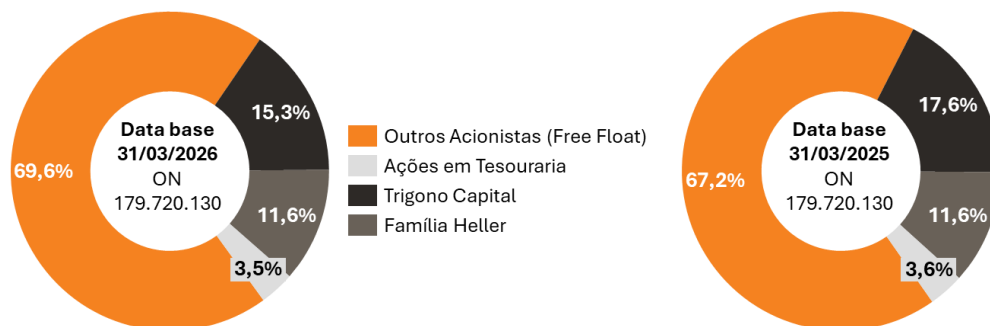 69,6%
15,3%
11,6%
3,5%
Data base
31/03/2026
ON
179.720.130
Outros Acionistas (Free Float)
Ações em Tesouraria
Trigono Capital
Família Heller
67,2%
17,6%
11,6%
3,6%
Data base
31/03/2025
ON
179.720.130